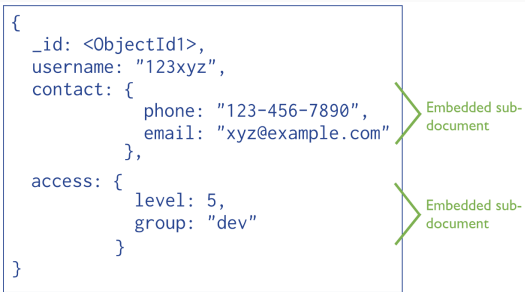 {
_id: <ObjectId1>,
username: "123xyz",
contact: {
phone: "123-456-7890",
email: "xyz@example.com"
},
access: {
level: 5,
group: "dev"
}
}
Embedded sub-
document
Embedded sub-
document